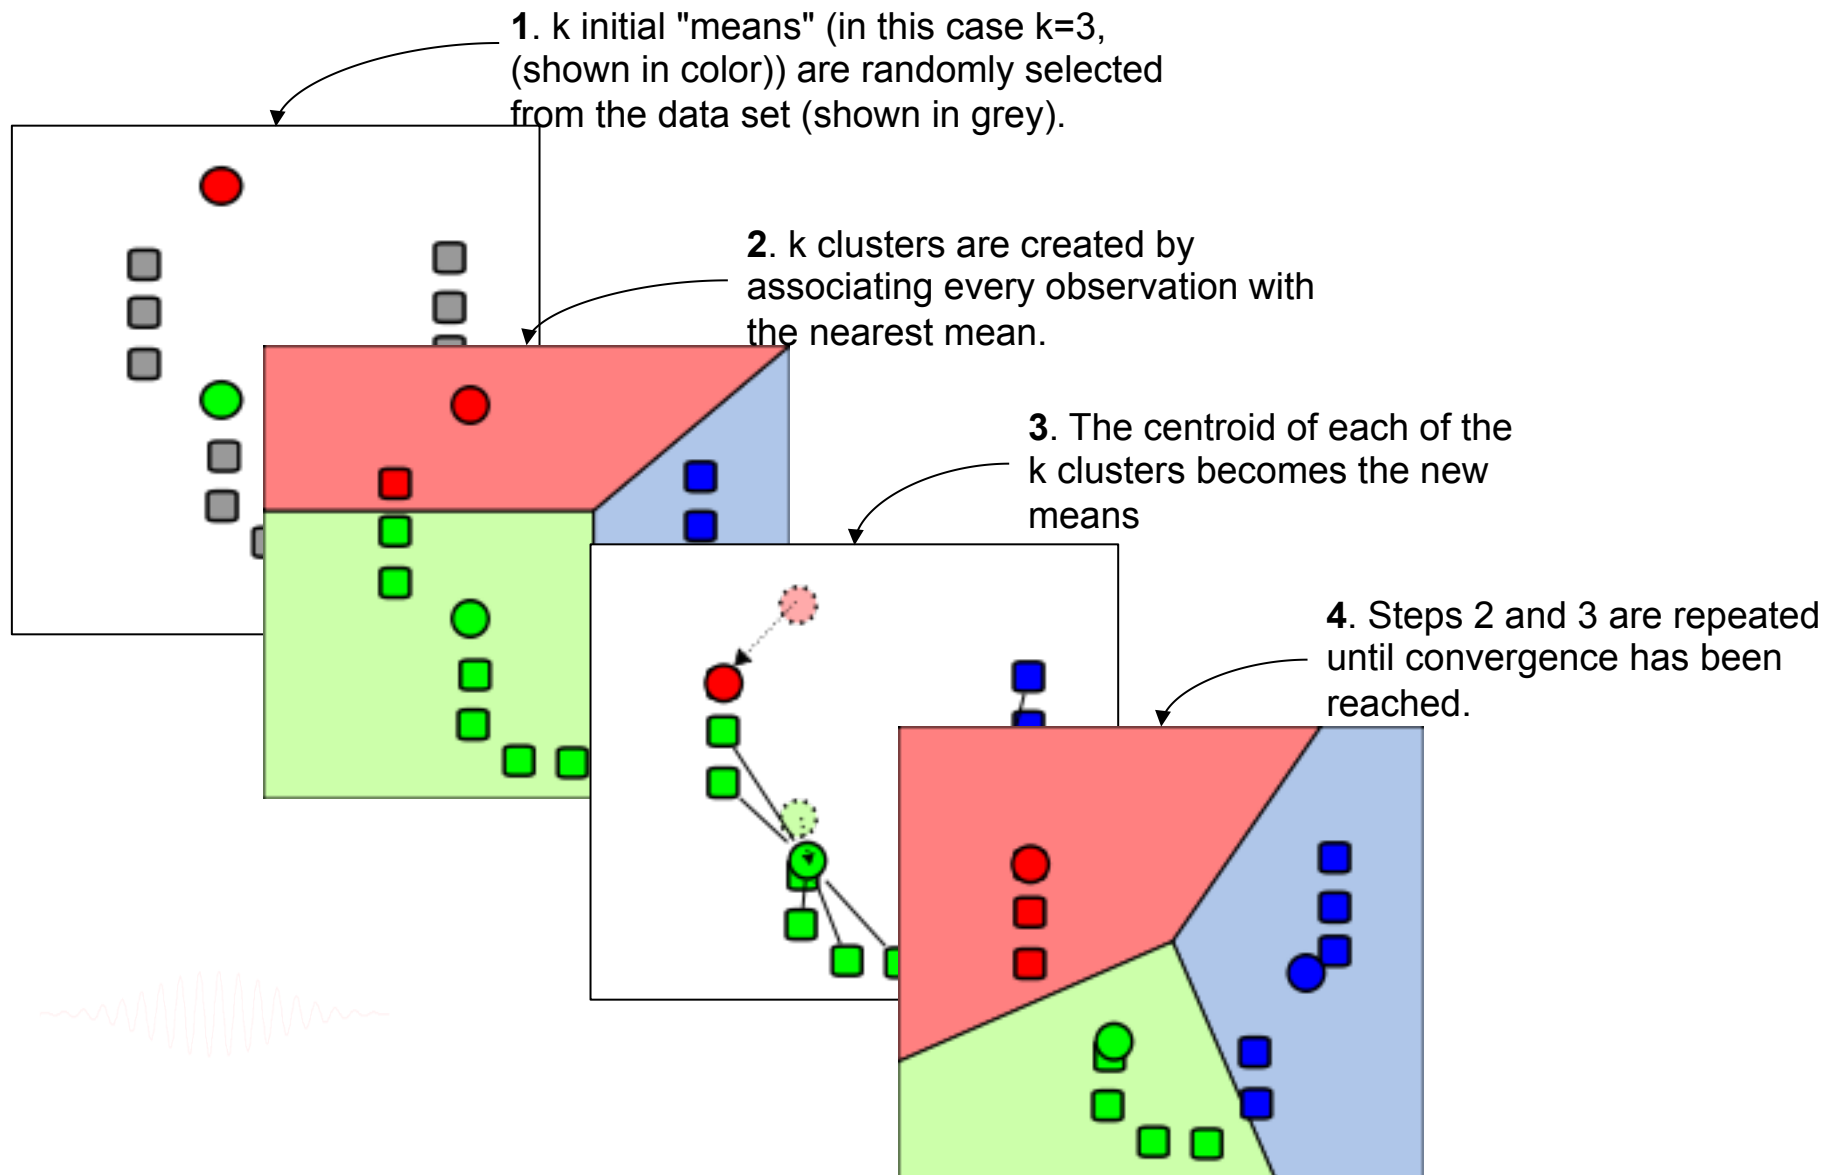 1. k initial "means" (in this case k=3,
(shown in color)) are randomly selected
from the data set (shown in grey).
2. k clusters are created by
associating every observation with
the nearest mean.
3. The centroid of each of the
k clusters becomes the new
means
4. Steps 2 and 3 are repeated
until convergence has been
reached.